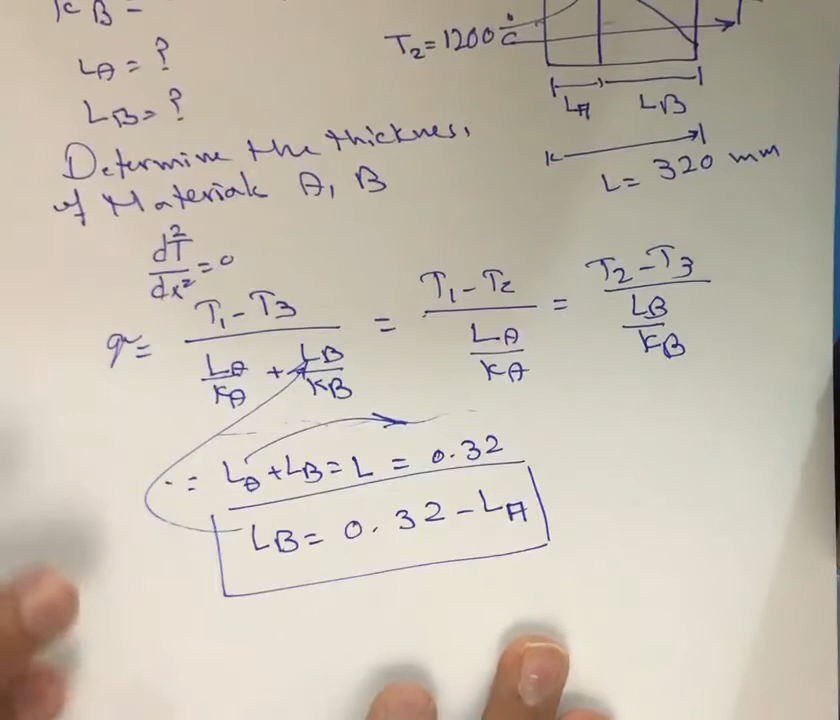 K B =
T2 = 1200°C
LA = ?
LB = ?
LA LB
L = 320 mm
Determine the thicknes,
of Material A, B
d²T/dx² = 0
q = (T1 - T3)/(LA/KA + LB/KB) = (T1 - T2)/(LA/KA) = (T2 - T3)/(LB/KB)
∴ LA + LB = L = 0.32
LB = 0.32 - LA